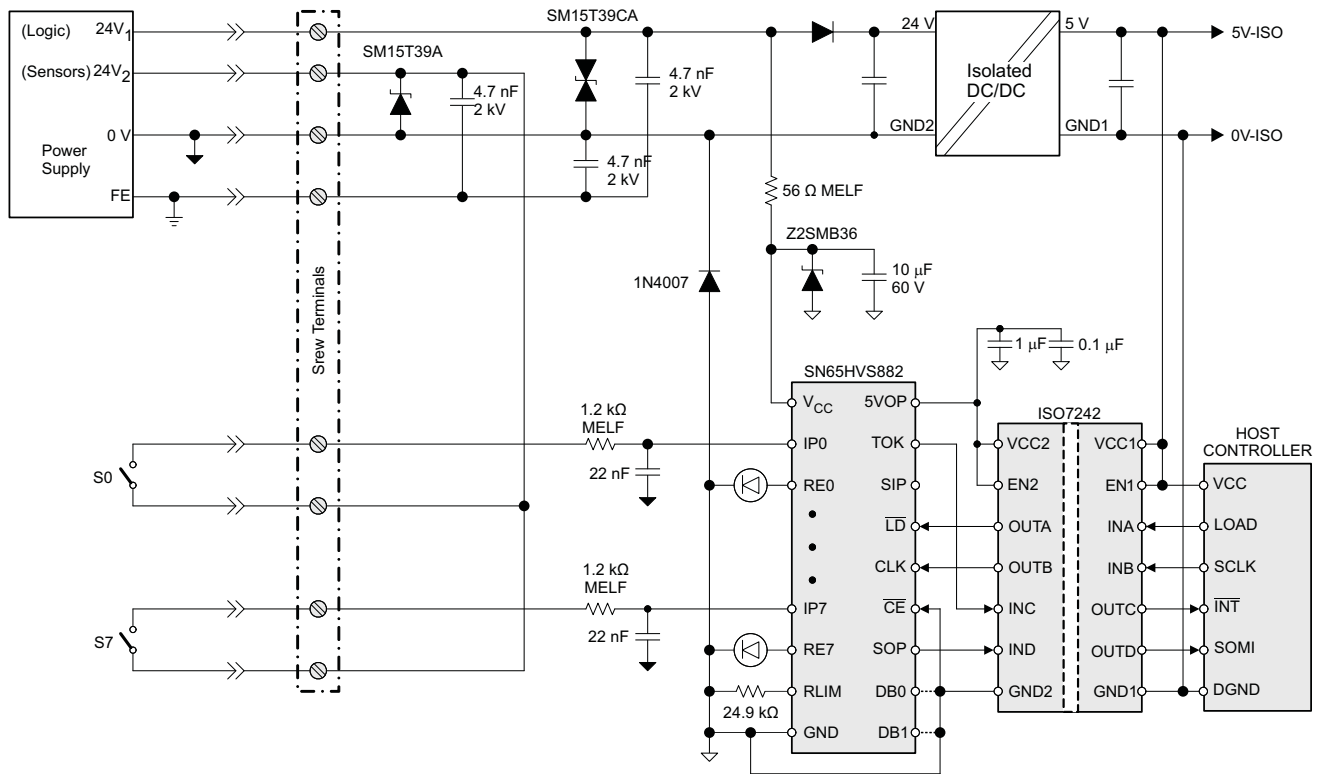 (Logic) 24V1
(Sensors) 24V2
0 V
Power
Supply
FE
Srew Terminals
SM15T39A
4.7 nF
2 kV
SM15T39CA
4.7 nF
2 kV
4.7 nF
2 kV
24 V
GND2
Isolated
DC/DC
5 V
GND1
5V-ISO
0V-ISO
56 Ω MELF
Z2SMB36
10 μF
60 V
1N4007
1 μF
0.1 μF
S0
1.2 kΩ
MELF
22 nF
S7
1.2 kΩ
MELF
22 nF
24.9 kΩ
SN65HVS882
VCC
IP0
RE0
IP7
RE7
RLIM
GND
5VOP
TOK
SIP
LD
CLK
CE
SOP
DB0
DB1
ISO7242
VCC2
EN2
OUTA
OUTB
INC
IND
GND2
VCC1
EN1
INA
INB
OUTC
OUTD
GND1
HOST
CONTROLLER
VCC
LOAD
SCLK
INT
SOMI
DGND